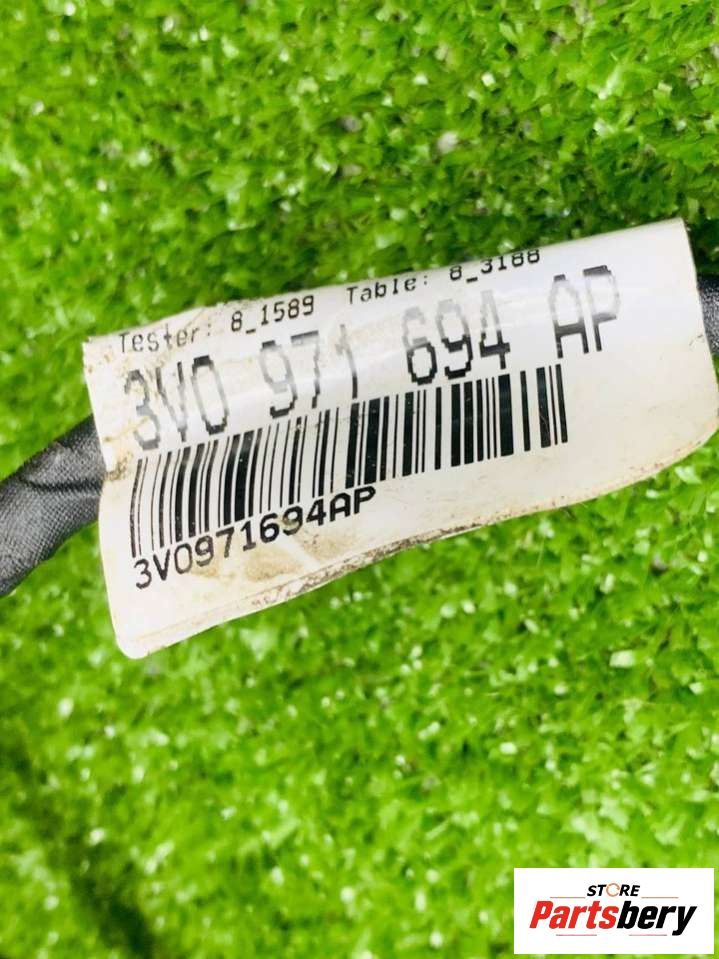 Tester: 8_1589 Table: 8_3188
3V0 971 694 AP
3V0971694AP
STORE
Partsbery